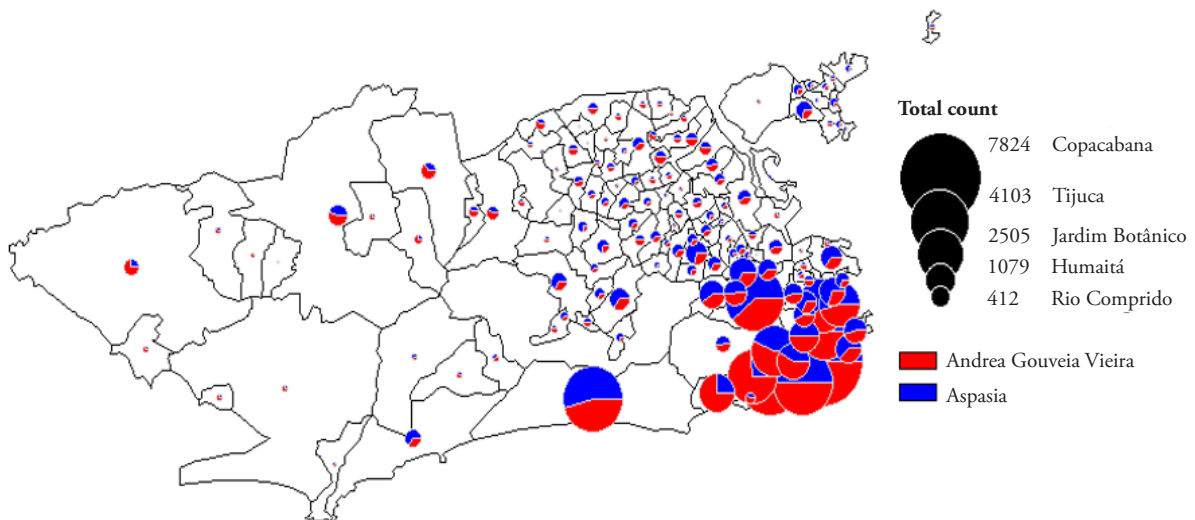 Total count
7824 Copacabana
4103 Tijuca
2505 Jardim Botânico
1079 Humaitá
412 Rio Comprido
Andrea Gouveia Vieira
Aspasia